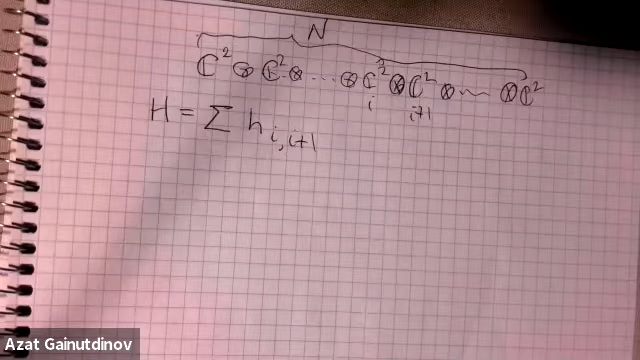 N
ℂ² ⊗ ℂ² ⊗ ... ⊗ ℂ² ⊗ ℂ² ⊗ ... ⊗ ℂ²
i i+1
H = Σ h_{i,i+1}
Azat Gainutdinov